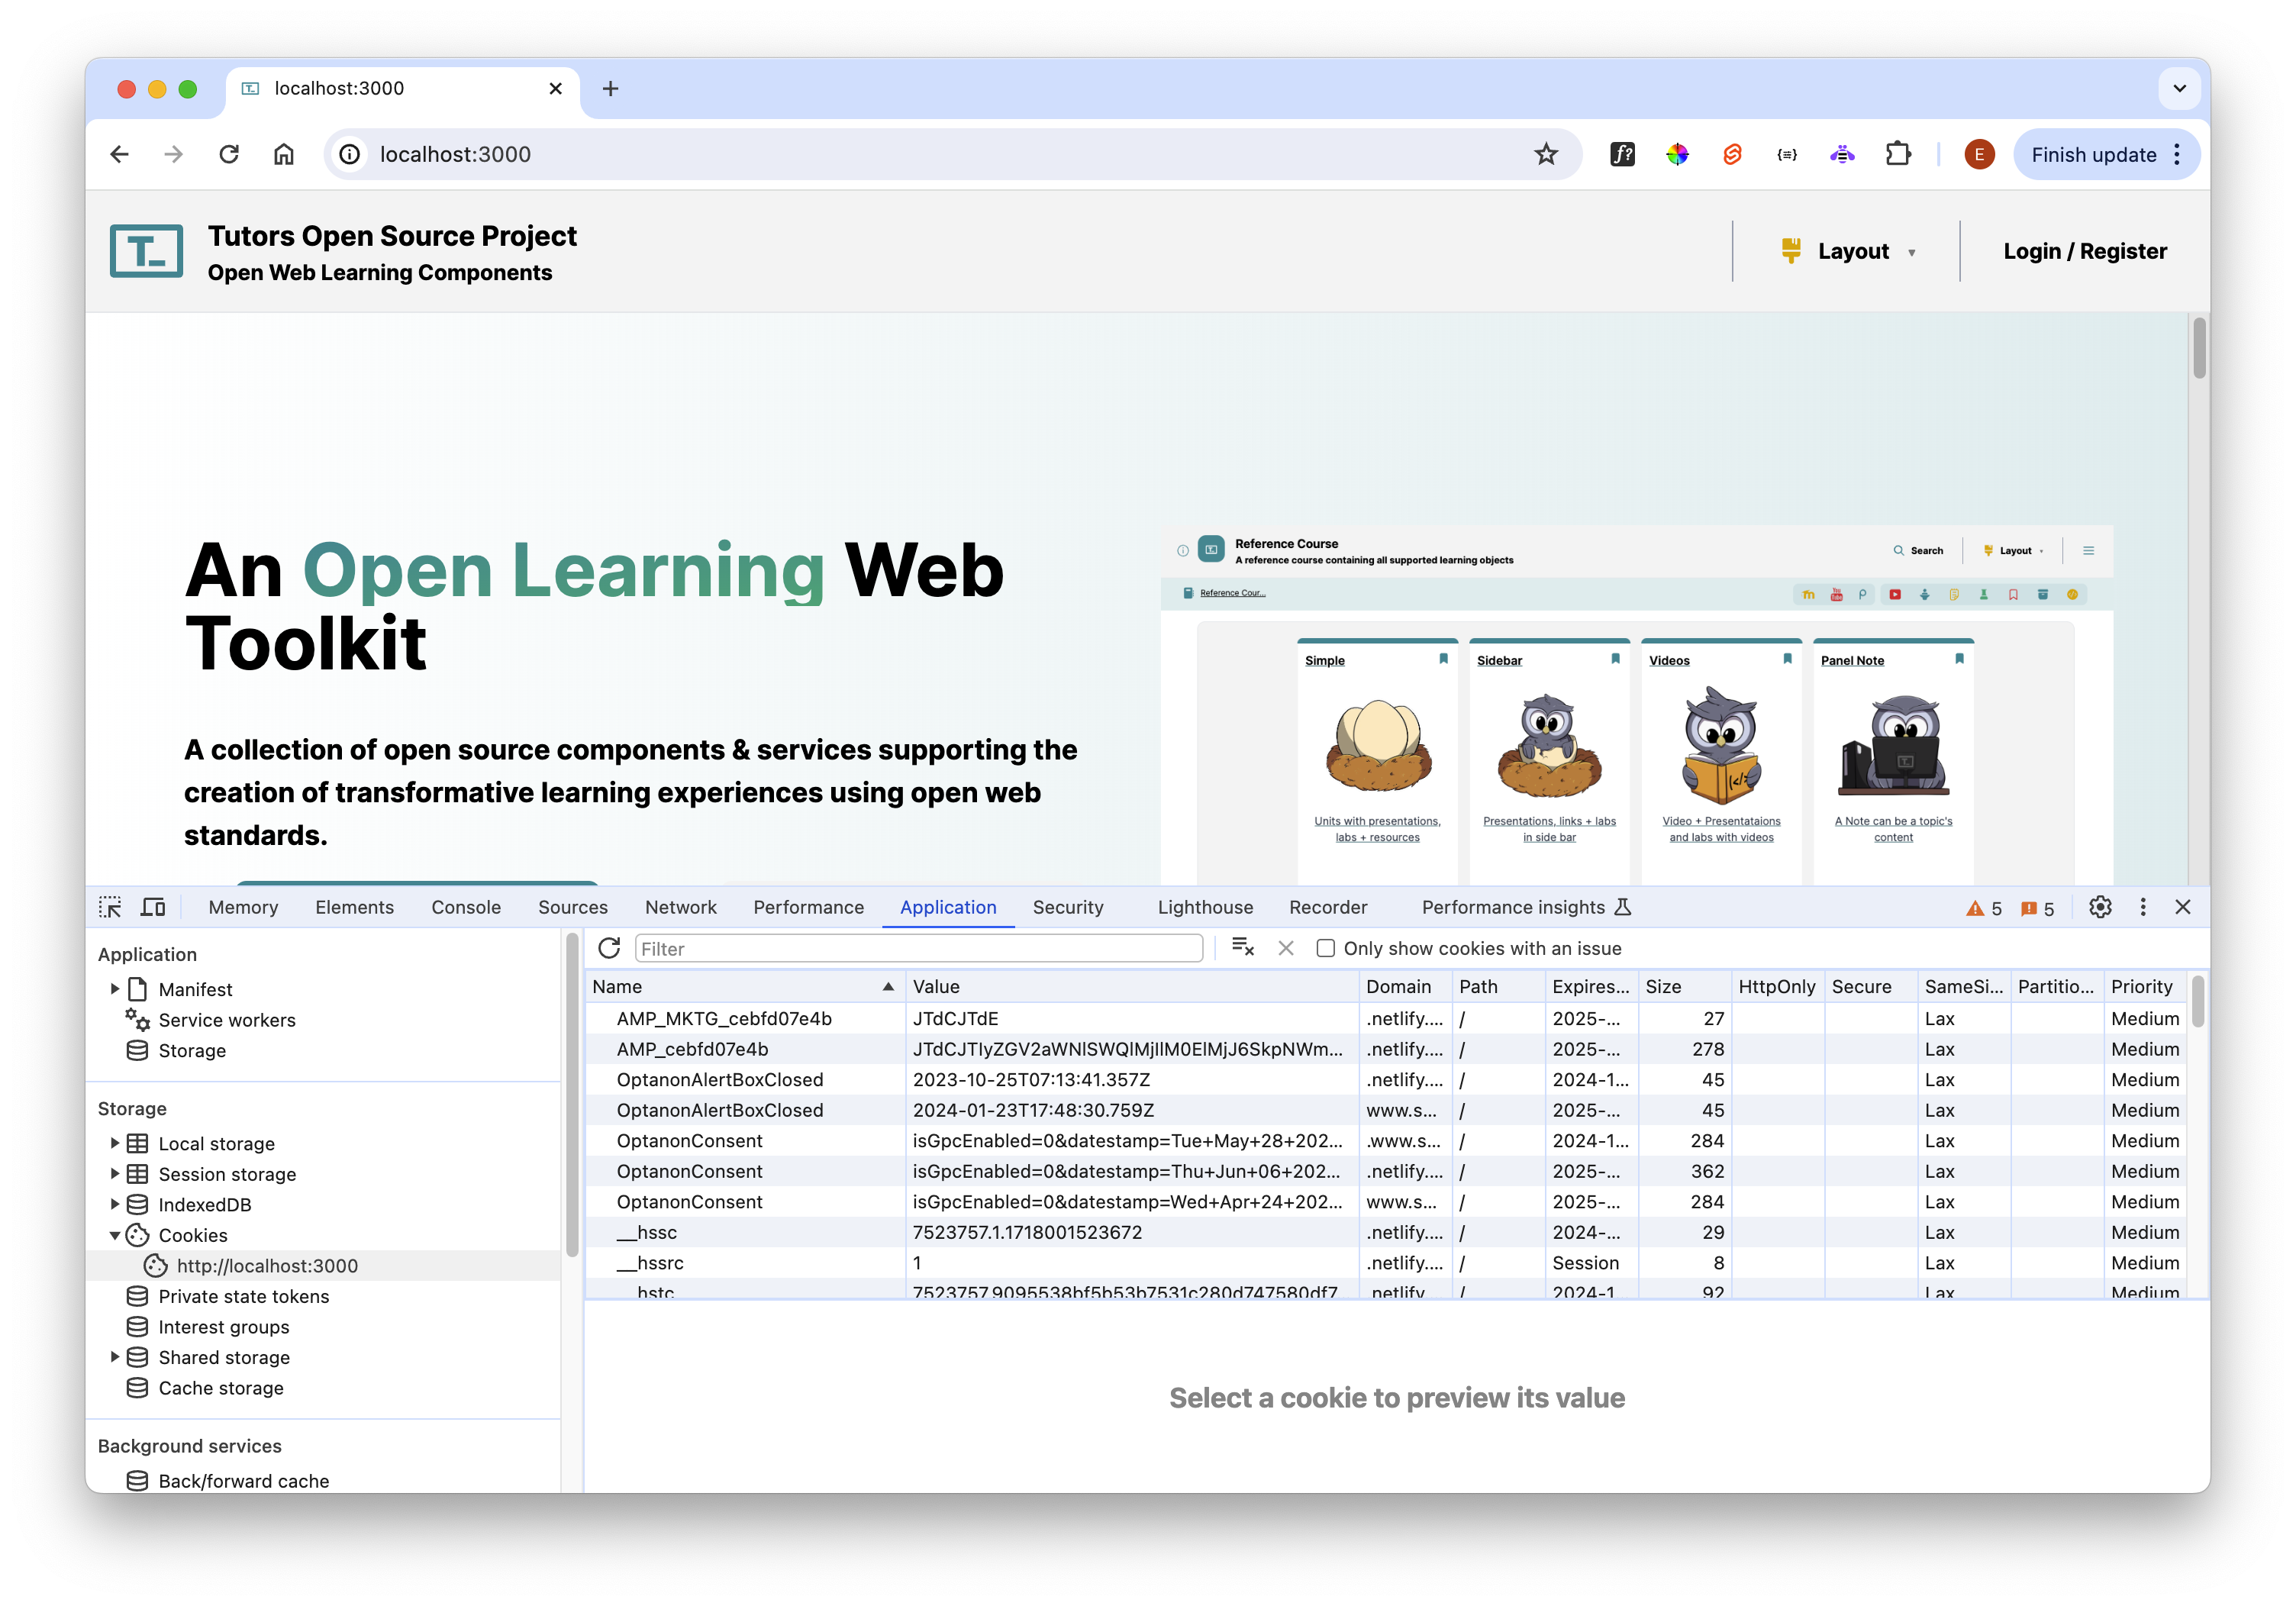 localhost:3000
localhost:3000
E
Finish update
T_
Tutors Open Source Project
Open Web Learning Components
Layout
Login / Register
An Open Learning Web
Toolkit
A collection of open source components & services supporting the
creation of transformative learning experiences using open web
standards.
Reference Course
A reference course containing all supported learning objects
Search
Layout
Reference Cour...
Simple
Sidebar
Videos
Panel Note
Units with presentations,
labs + resources
Presentations, links + labs
in side bar
Video + Presentataions
and labs with videos
A Note can be a topic's
content
Memory Elements Console Sources Network Performance Application Security Lighthouse Recorder Performance insights 5 5
Application
Manifest
Service workers
Storage
Storage
Local storage
Session storage
IndexedDB
Cookies
http://localhost:3000
Private state tokens
Interest groups
Shared storage
Cache storage
Background services
Back/forward cache
Filter
Only show cookies with an issue
Name Value Domain Path Expires... Size HttpOnly Secure SameSi... Partitio... Priority
AMP_MKTG_cebfd07e4b JTdCJTdE .netlify.... / 2025-... 27 Lax Medium
AMP_cebfd07e4b .netlify.... / 2025-... 278 Lax Medium
OptanonAlertBoxClosed 2023-10-25T07:13:41.357Z .netlify.... / 2024-1... 45 Lax Medium
OptanonAlertBoxClosed 2024-01-23T17:48:30.759Z www.s... / 2025-... 45 Lax Medium
OptanonConsent isGpcEnabled=0&datestamp=Tue+May+28+202... .www.s... / 2024-1... 284 Lax Medium
OptanonConsent isGpcEnabled=0&datestamp=Thu+Jun+06+202... .netlify.... / 2025-... 362 Lax Medium
OptanonConsent isGpcEnabled=0&datestamp=Wed+Apr+24+202... www.s... / 2025-... 284 Lax Medium
__hssc 7523757.1.1718001523672 .netlify.... / 2024-... 29 Lax Medium
__hssrc 1 .netlify.... / Session 8 Lax Medium
__hstc 7523757.9095538bf5b53b7531c280d747580df7 .netlify / 2024-1 92 Lax Medium
Select a cookie to preview its value